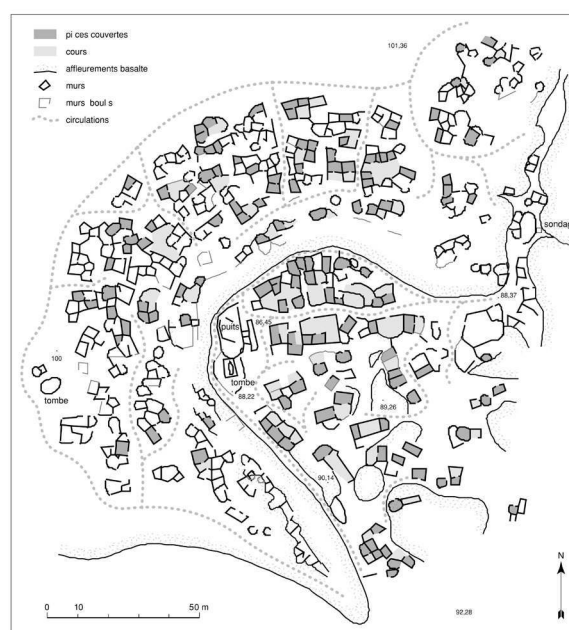 pi ces couvertes
cours
affleurements basalte
murs
murs boul s
circulations
101,36
sondag
88,37
puits
86,45
100
tombe
tombe
88,22
89,26
90,14
0 10 50 m
N
92,28